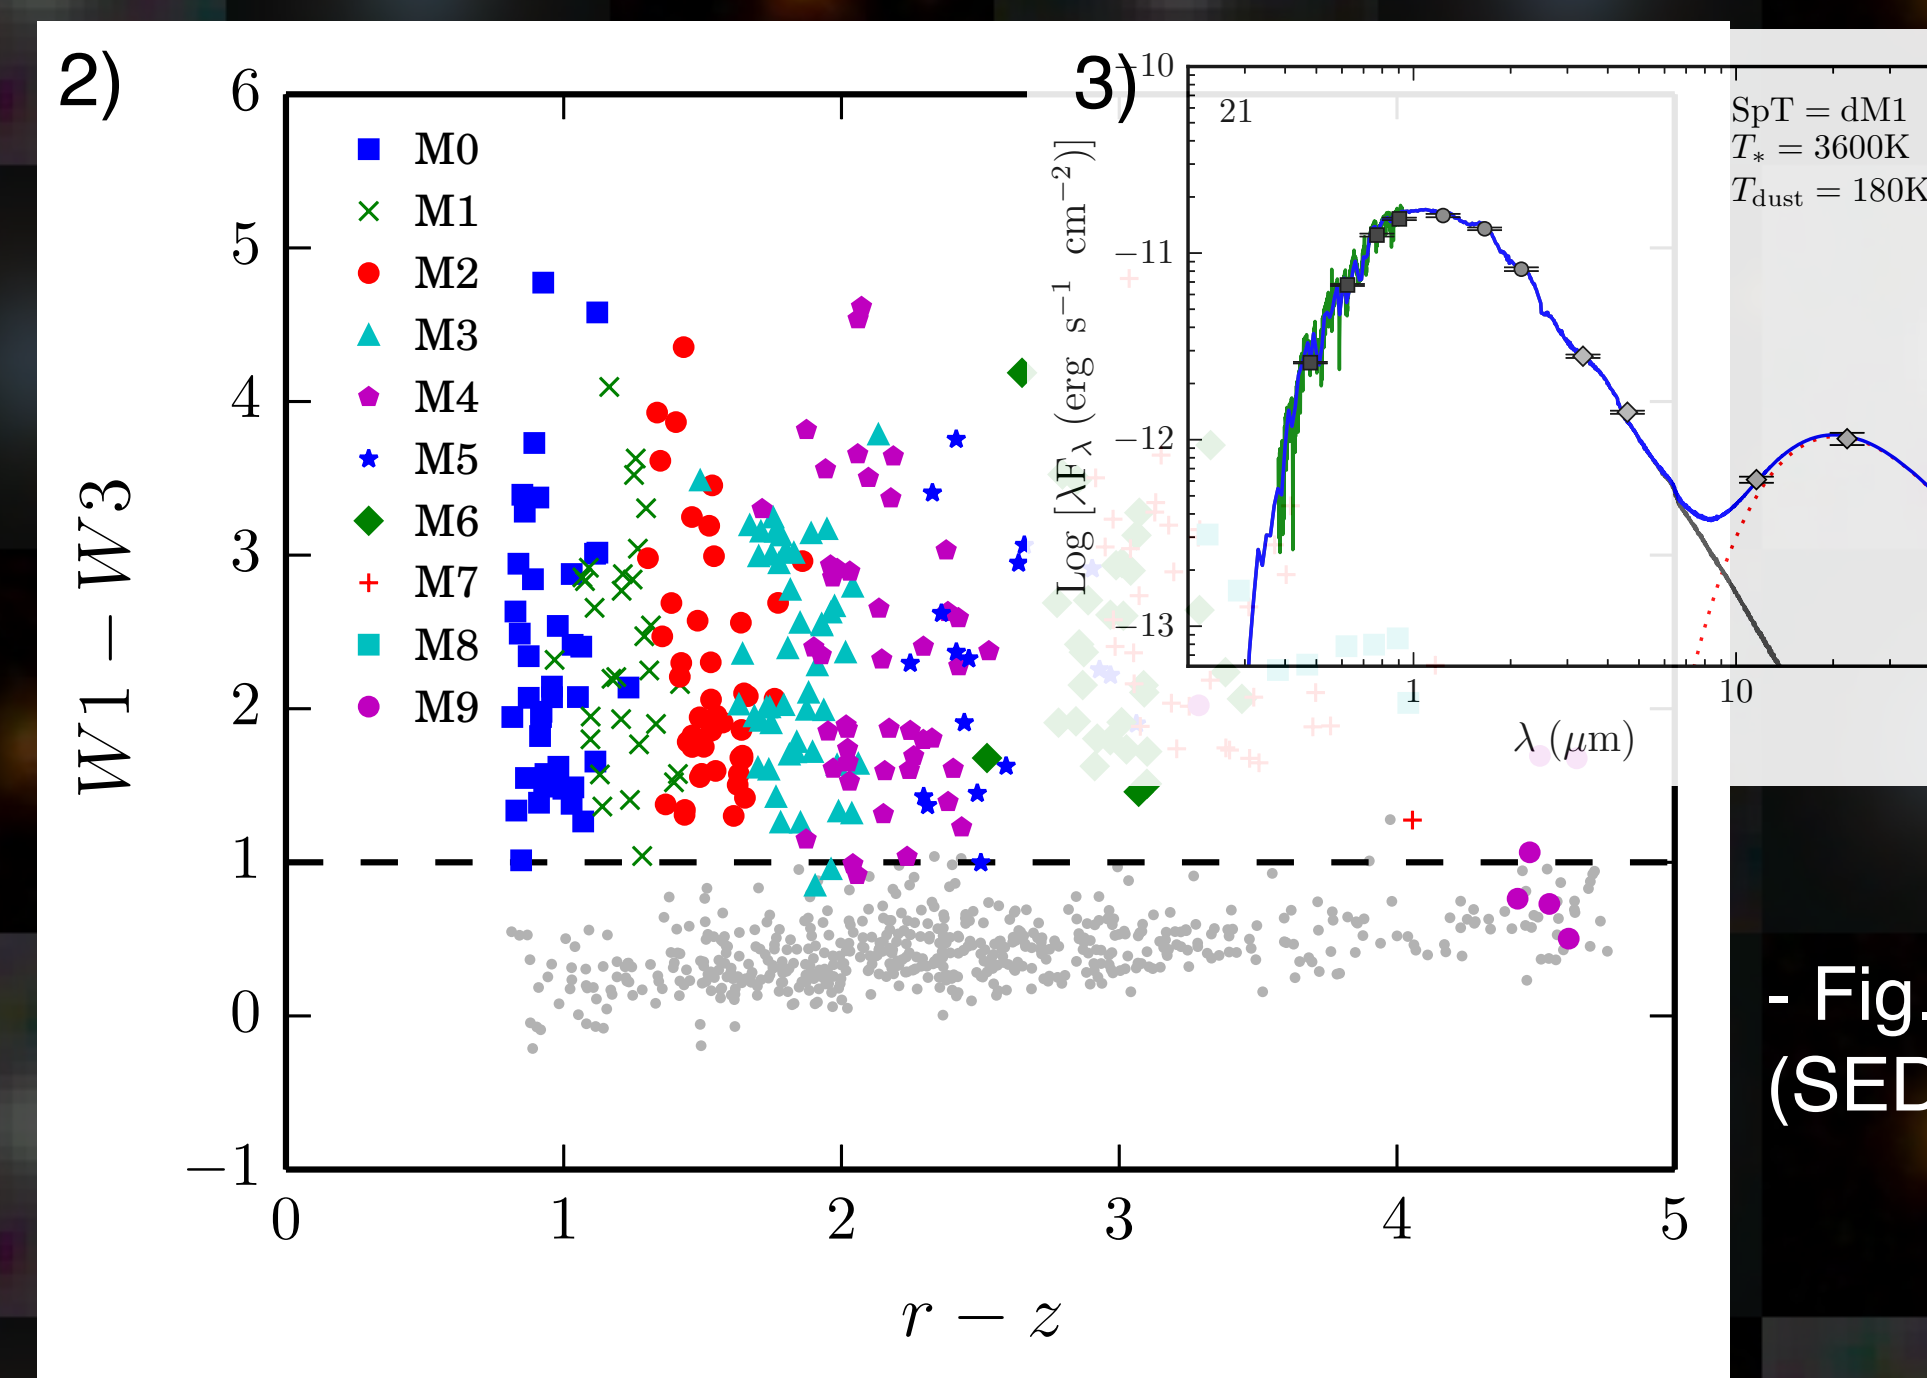 2)
6
5
4
3
2
1
0
−1
W1 − W3
M0
M1
M2
M3
M4
M5
M6
M7
M8
M9
0 1 2 3 4 5
r − z
3)
−10
−11
−12
−13
Log [λF_λ (erg s⁻¹ cm⁻²)]
21
SpT = dM1
T_* = 3600K
T_dust = 180K
1 10
λ (μm)
- Fig.
(SED